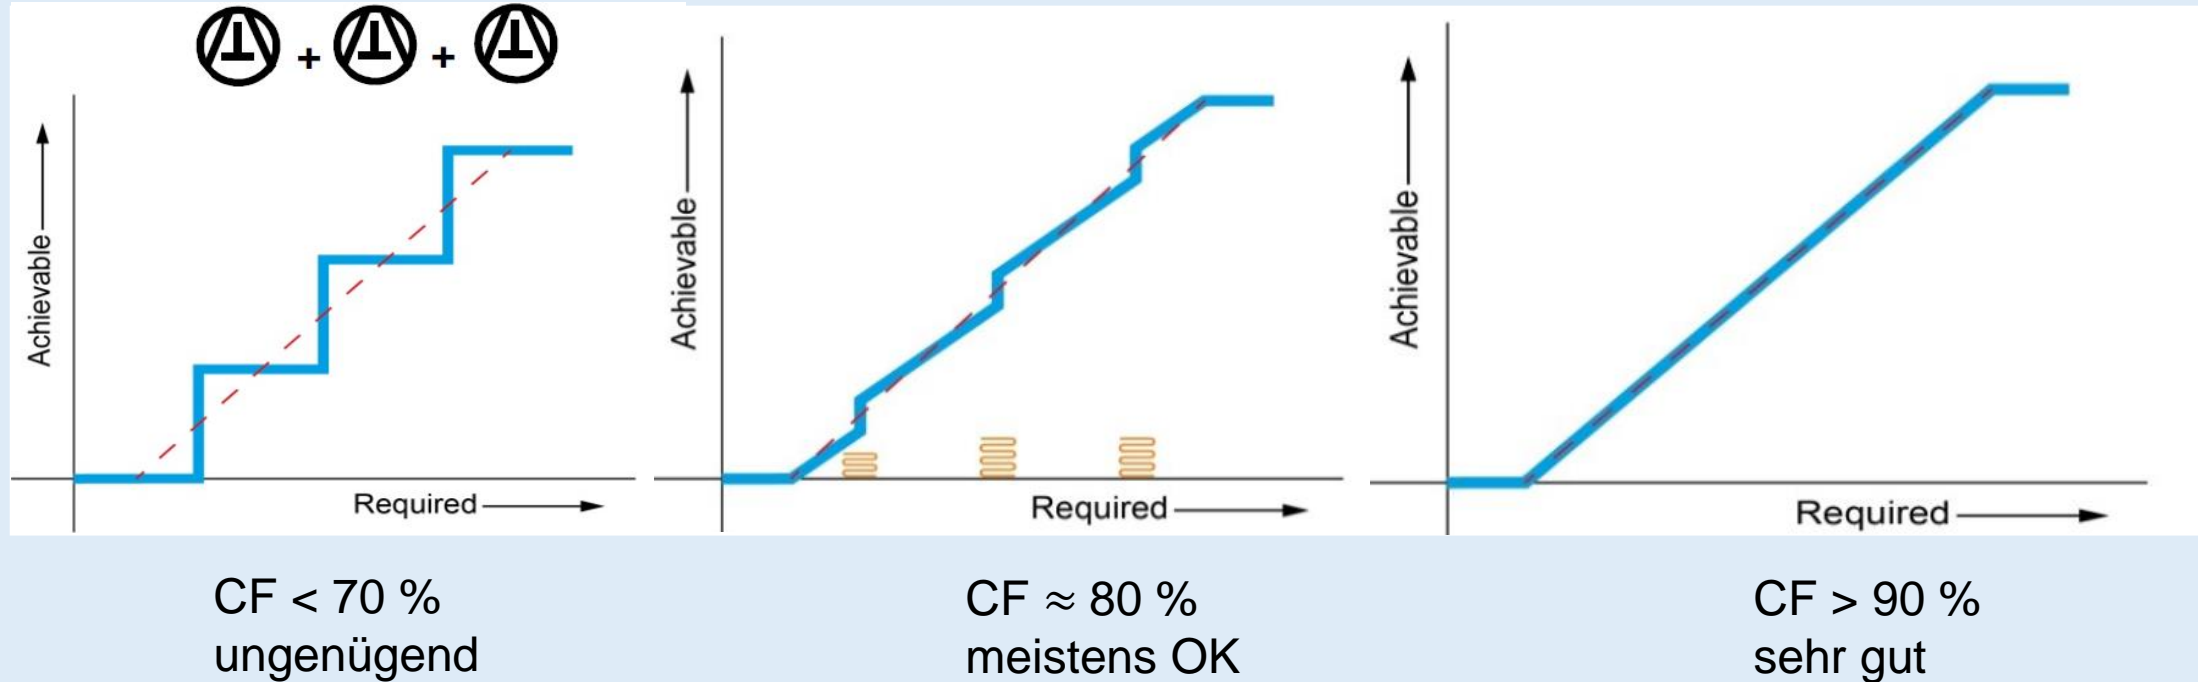 + +
Achievable
Required
Achievable
Required
Achievable
Required
CF < 70 %
ungenügend
CF ≈ 80 %
meistens OK
CF > 90 %
sehr gut